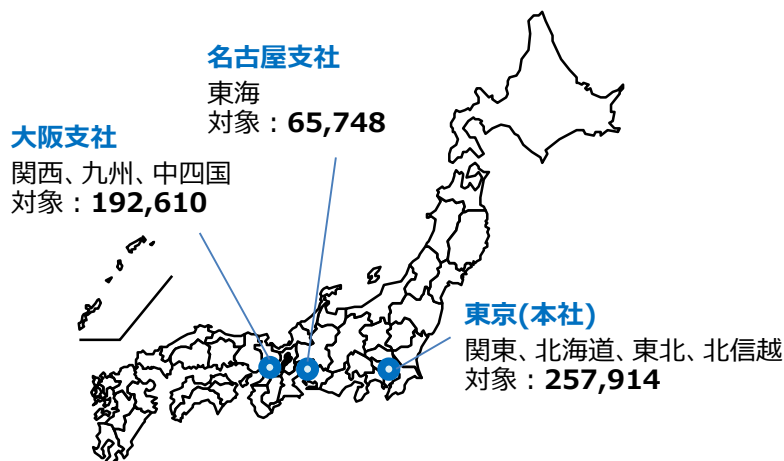 名古屋支社
東海
対象：65,748
大阪支社
関西、九州、中四国
対象：192,610
東京(本社)
関東、北海道、東北、北信越
対象：257,914